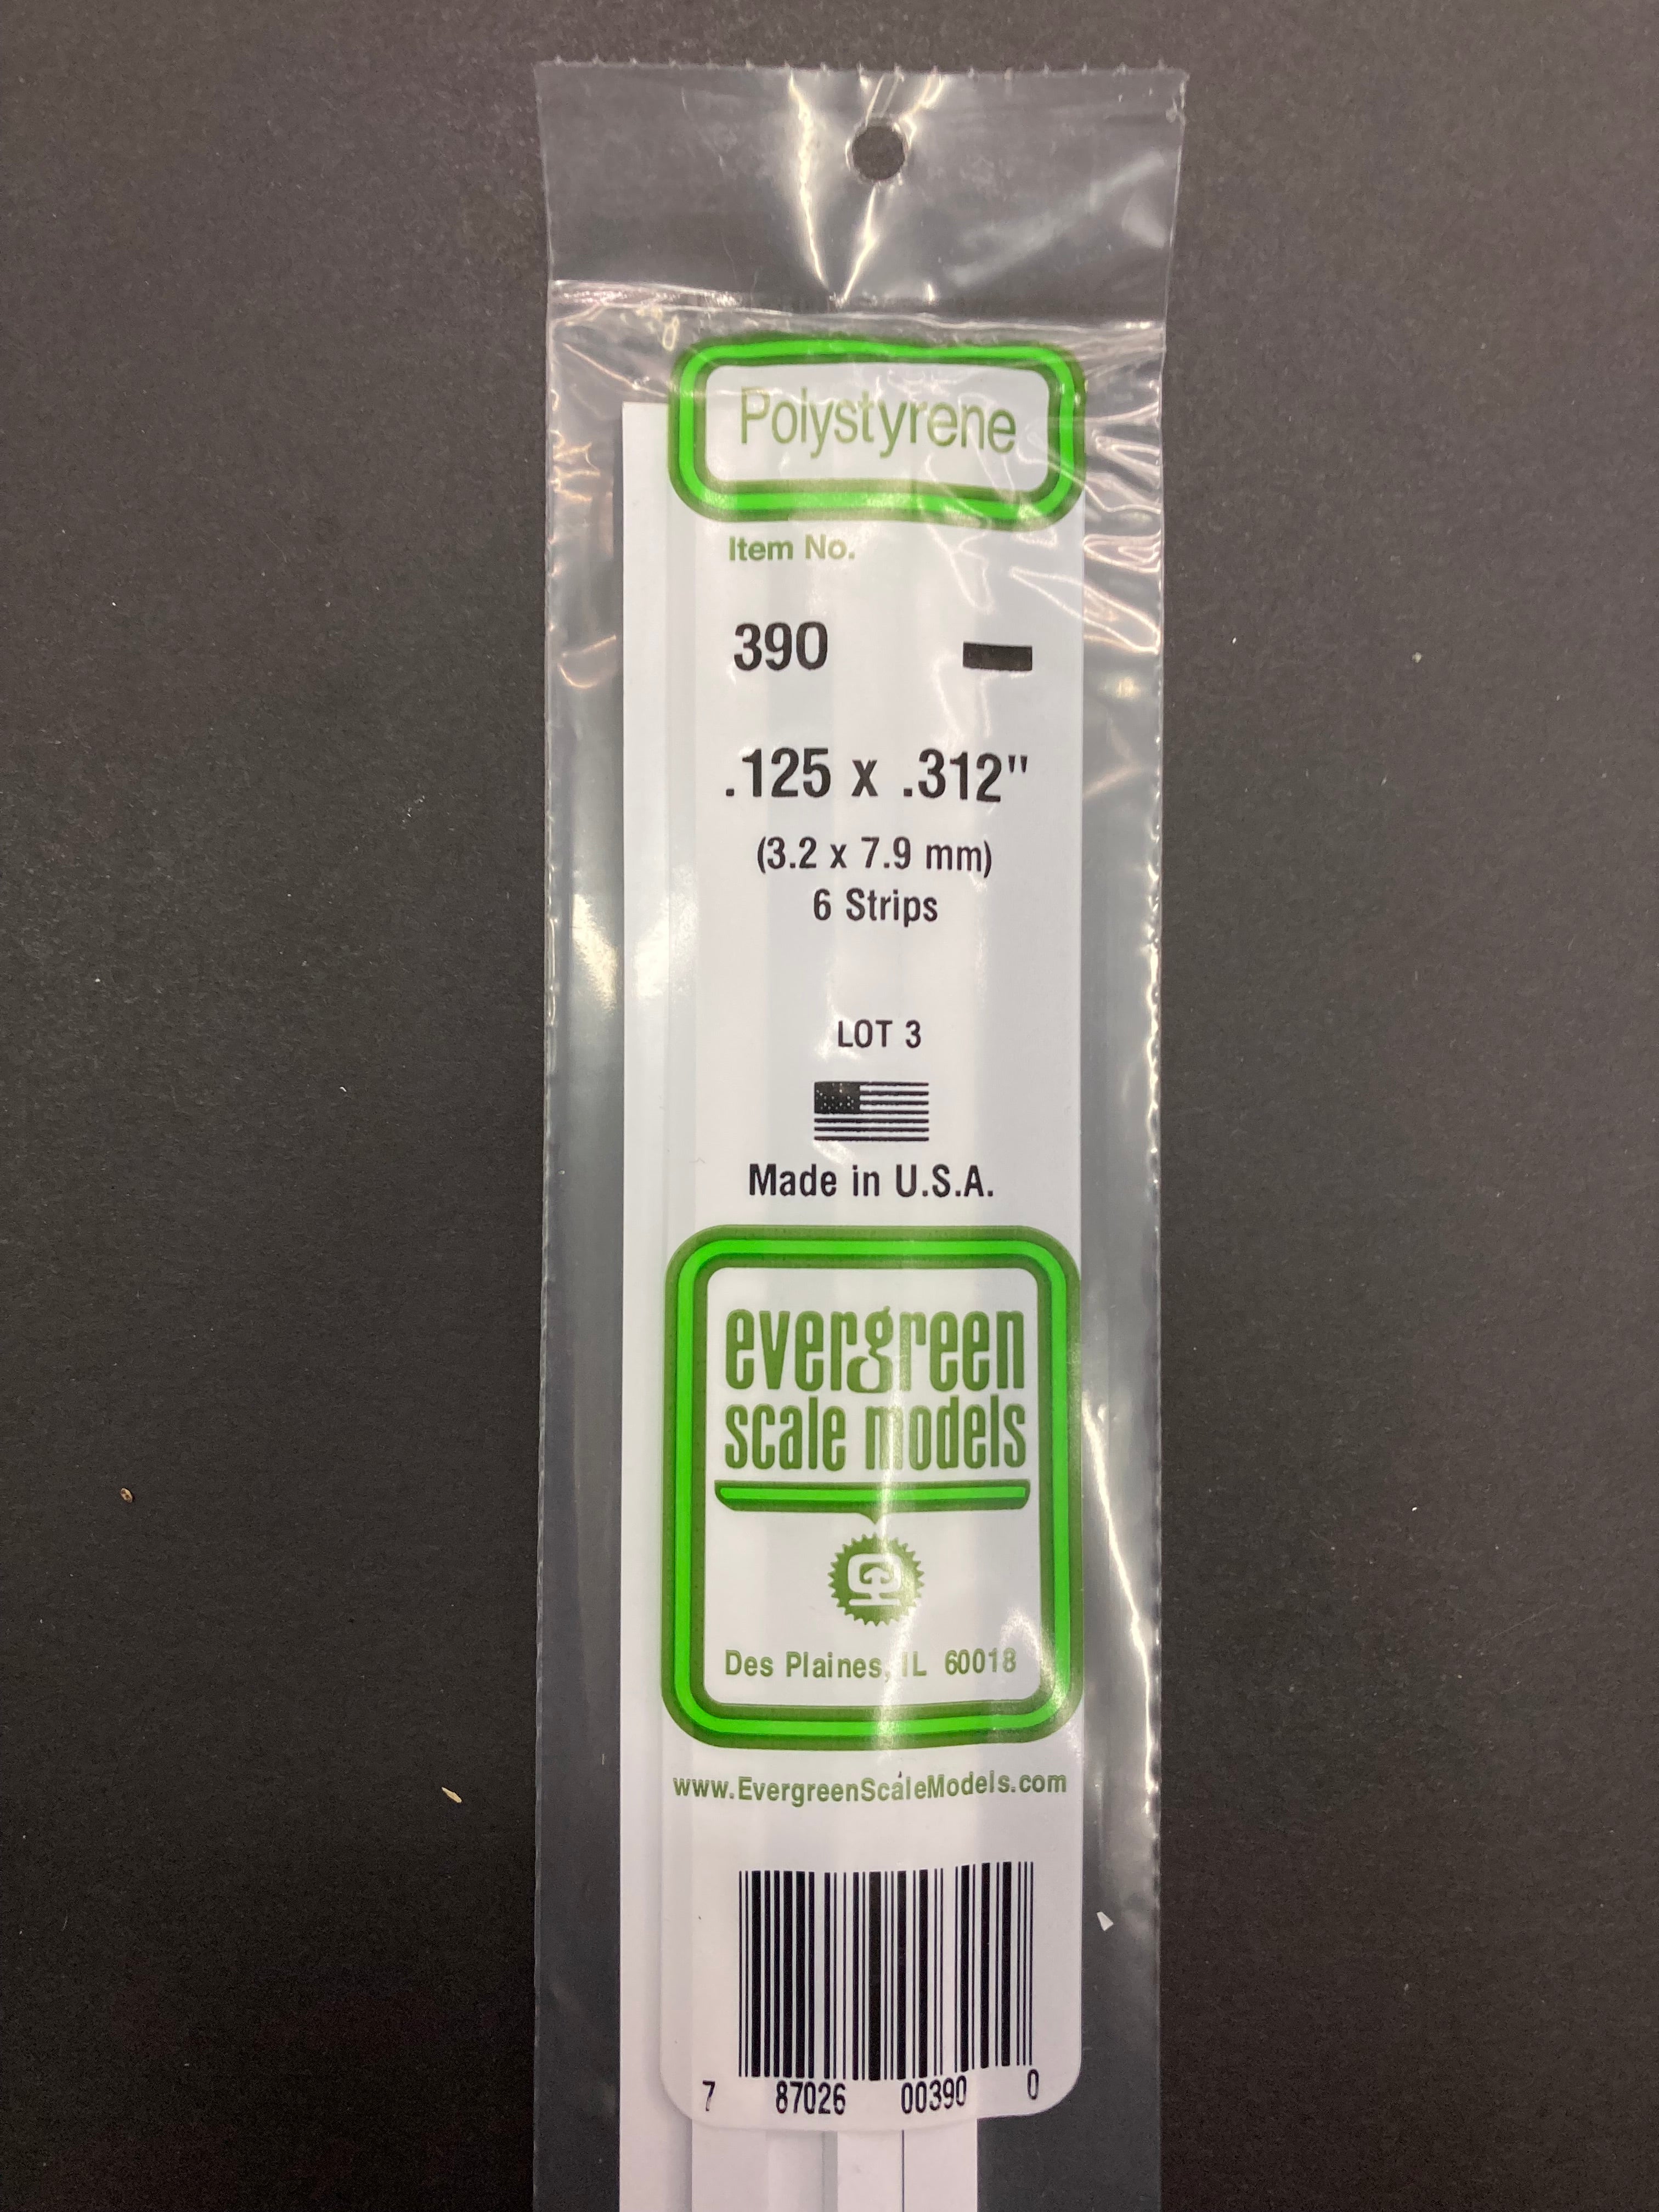 Polystyrene
Item No.
390
.125 x .312"
(3.2 x 7.9 mm)
6 Strips
LOT 3
Made in U.S.A.
evergreen
scale models
Des Plaines, IL 60018
www.EvergreenScaleModels.com
7 87026 00390 0